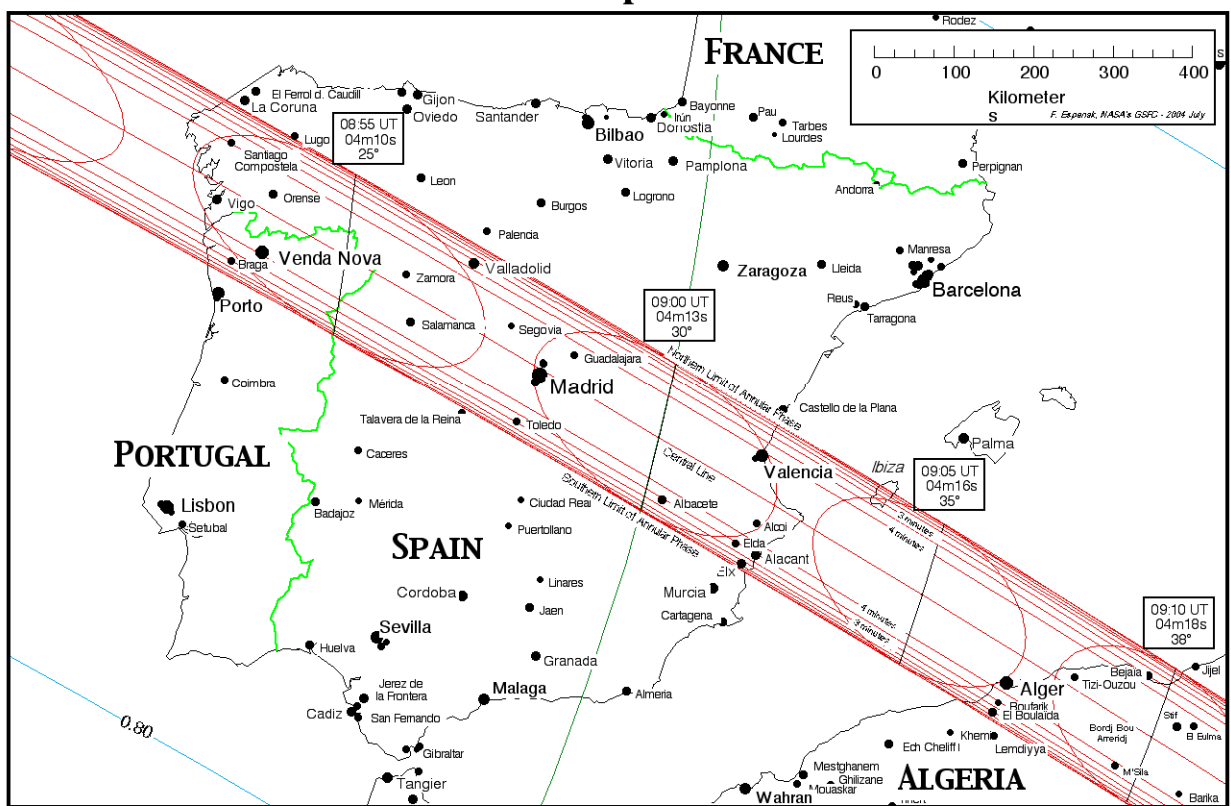 Rodez
FRANCE
0 100 200 300 400
Kilometer
s
F. Espanak, NASA's GSFC - 2004 July
El Ferrol d. Caudill
La Coruna
Gijon
Oviedo
Santander
Bilbao
Bayonne
Irún
Donostia
Pau
Tarbes
Lourdes
Lugo
08:55 UT
04m10s
25°
Santiago
Compostela
Vitoria
Pamplona
Perpignan
Andorra
Leon
Orense
Vigo
Burgos
Logrono
Palencia
Braga
Venda Nova
Zamora
Valladolid
Zaragoza
Lleida
Manresa
Barcelona
Reus
Tarragona
Porto
Salamanca
Segovia
09:00 UT
04m13s
30°
Guadalajara
Madrid
Northern Limit of Annular Phase
Coimbra
Talavera de la Reina
Toledo
Castello de la Plana
Palma
PORTUGAL
Caceres
Central Line
Valencia
Ibiza
09:05 UT
04m16s
35°
Southern Limit of Annular Phase
Lisbon
Setubal
Badajoz
Mérida
Ciudad Real
Albacete
3 minutes
4 minutes
Puertollano
Alcoi
SPAIN
Elda
Alacant
Elx
Linares
Cordoba
Jaen
Murcia
Cartagena
4 minutes
3 minutes
09:10 UT
04m18s
38°
Sevilla
Huelva
Granada
Jijel
Bejaïa
Tizi-Ouzou
Alger
Jerez de
la Frontera
Malaga
Almeria
Boufarik
El Boulaïda
Cadiz
San Fernando
Stif
El Eulma
Bordj Bou
Arreridj
0.80
Khemi
Lemdiyya
Ech Cheliff
Gibraltar
M'Sila
Tangier
Mestghanem
Ghilizane
Mouaskar
ALGERIA
Wahran
Barika